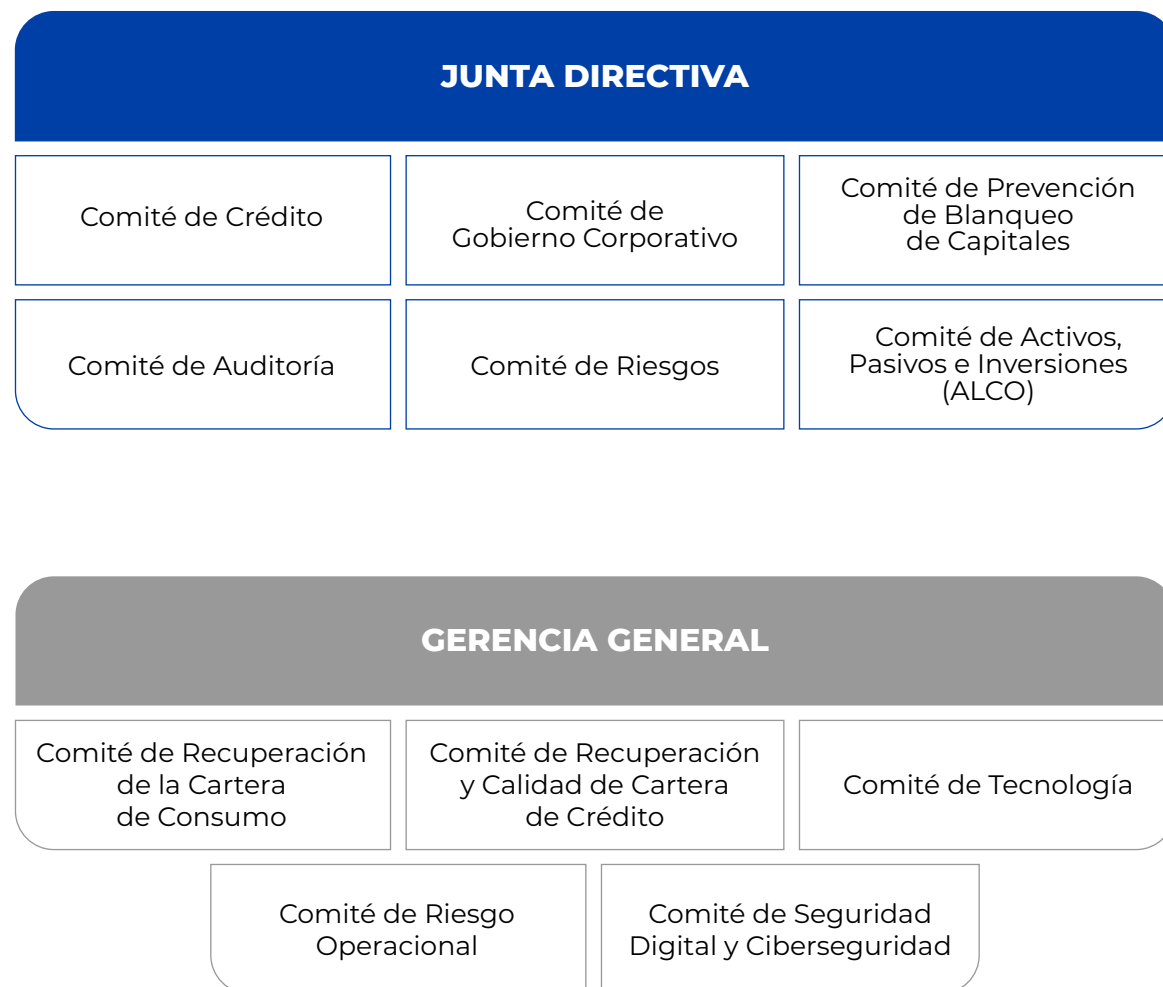 JUNTA DIRECTIVA
Comité de Crédito
Comité de
Gobierno Corporativo
Comité de Prevención
de Blanqueo
de Capitales
Comité de Auditoría
Comité de Riesgos
Comité de Activos,
Pasivos e Inversiones
(ALCO)
GERENCIA GENERAL
Comité de Recuperación
de la Cartera
de Consumo
Comité de Recuperación
y Calidad de Cartera
de Crédito
Comité de Tecnología
Comité de Riesgo
Operacional
Comité de Seguridad
Digital y Ciberseguridad